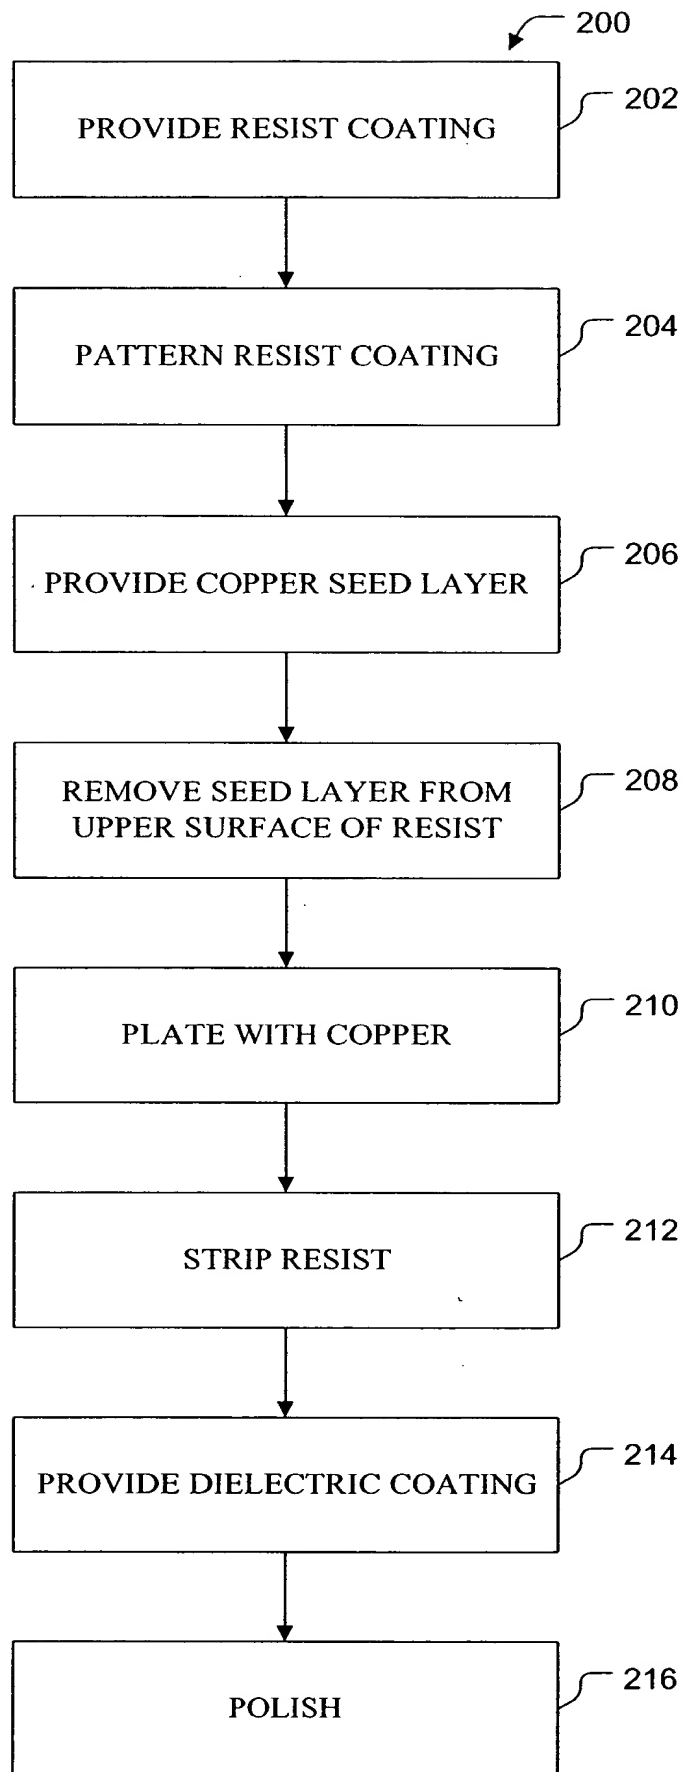 200
PROVIDE RESIST COATING
202
PATTERN RESIST COATING
204
PROVIDE COPPER SEED LAYER
206
REMOVE SEED LAYER FROM
UPPER SURFACE OF RESIST
208
PLATE WITH COPPER
210
STRIP RESIST
212
PROVIDE DIELECTRIC COATING
214
POLISH
216